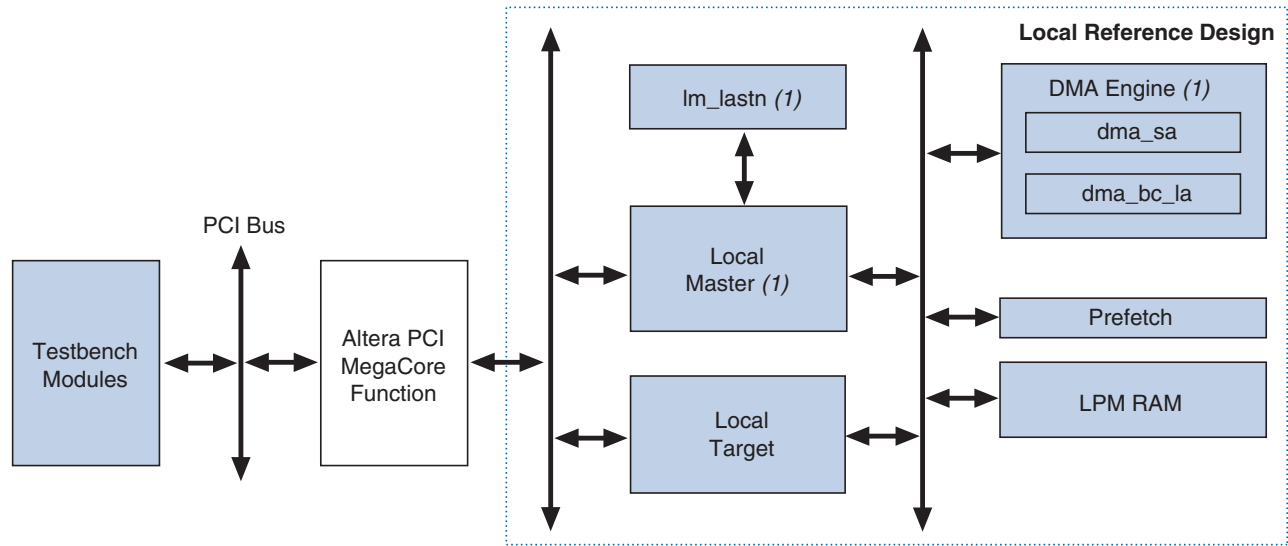 Local Reference Design
lm_lastn (1)
DMA Engine (1)
dma_sa
dma_bc_la
PCI Bus
Local
Master (1)
Testbench
Modules
Altera PCI
MegaCore
Function
Prefetch
LPM RAM
Local
Target